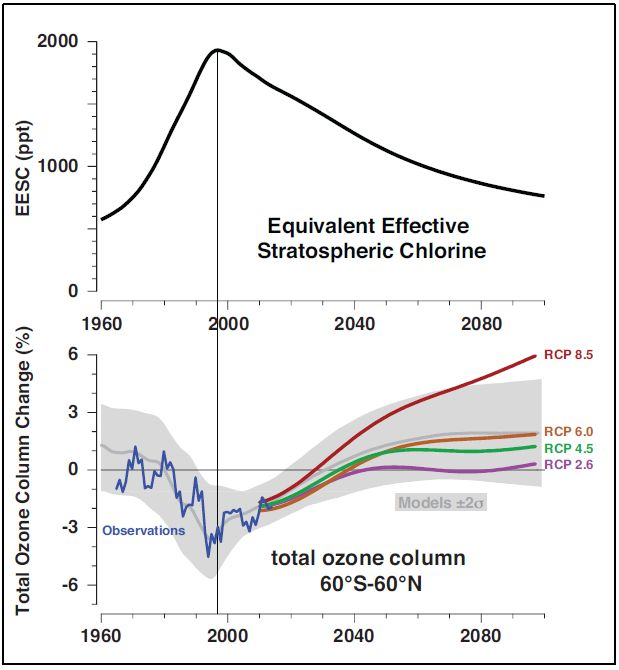 2000
1000
0
EESC (ppt)
Equivalent Effective
Stratospheric Chlorine
1960
2000
2040
2080
6
3
0
-3
-6
Total Ozone Column Change (%)
RCP 8.5
RCP 6.0
RCP 4.5
RCP 2.6
Models ±2σ
Observations
total ozone column
60°S-60°N
1960
2000
2040
2080